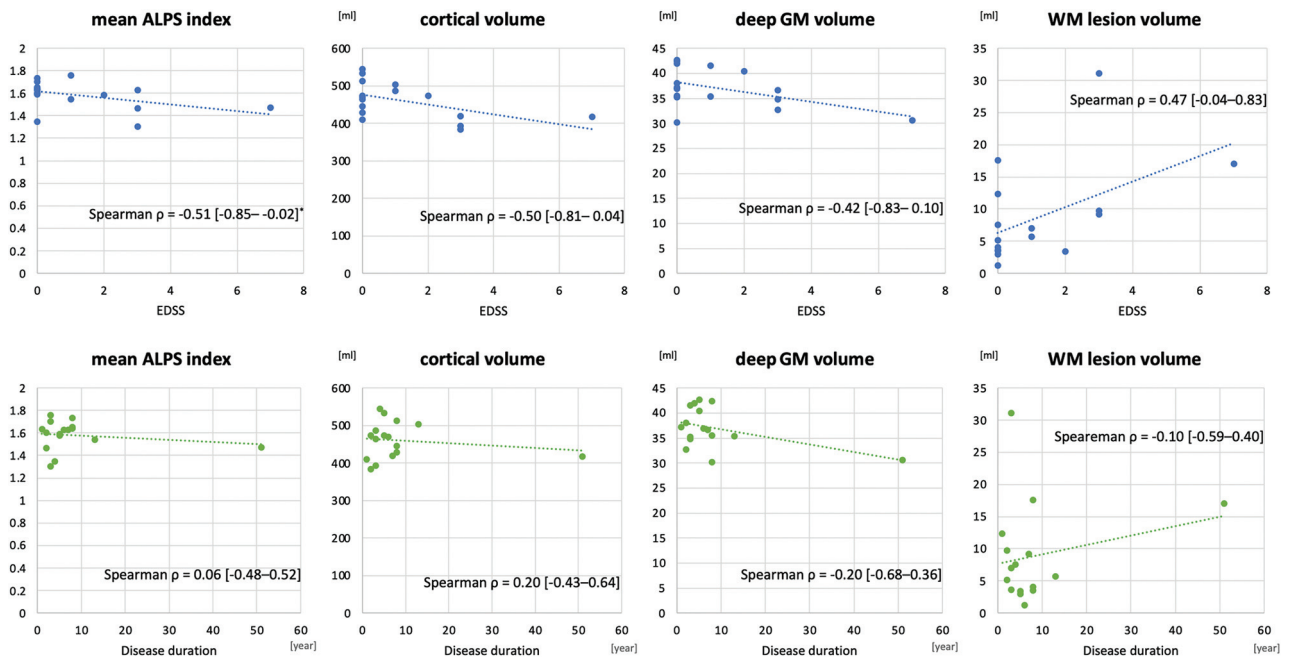 mean ALPS index
2
1.8
1.6
1.4
1.2
1
0.8
0.6
0.4
0.2
0
Spearman ρ = -0.51 [-0.85– -0.02]*
0 2 4 6 8
EDSS
[ml]
cortical volume
600
500
400
300
200
100
0
Spearman ρ = -0.50 [-0.81– 0.04]
0 2 4 6 8
EDSS
[ml]
deep GM volume
45
40
35
30
25
20
15
10
5
0
Spearman ρ = -0.42 [-0.83– 0.10]
0 2 4 6 8
EDSS
[ml]
WM lesion volume
35
30
25
20
15
10
5
0
Spearman ρ = 0.47 [-0.04–0.83]
0 2 4 6 8
EDSS
mean ALPS index
2
1.8
1.6
1.4
1.2
1
0.8
0.6
0.4
0.2
0
Spearman ρ = 0.06 [-0.48–0.52]
0 10 20 30 40 50 60
Disease duration [year]
[ml]
cortical volume
600
500
400
300
200
100
0
Spearman ρ = 0.20 [-0.43–0.64]
0 10 20 30 40 50 60
Disease duration [year]
[ml]
deep GM volume
45
40
35
30
25
20
15
10
5
0
Spearman ρ = -0.20 [-0.68–0.36]
0 10 20 30 40 50 60
Disease duration [year]
[ml]
WM lesion volume
35
30
25
20
15
10
5
0
Speareman ρ = -0.10 [-0.59–0.40]
0 10 20 30 40 50 60
Disease duration [year]